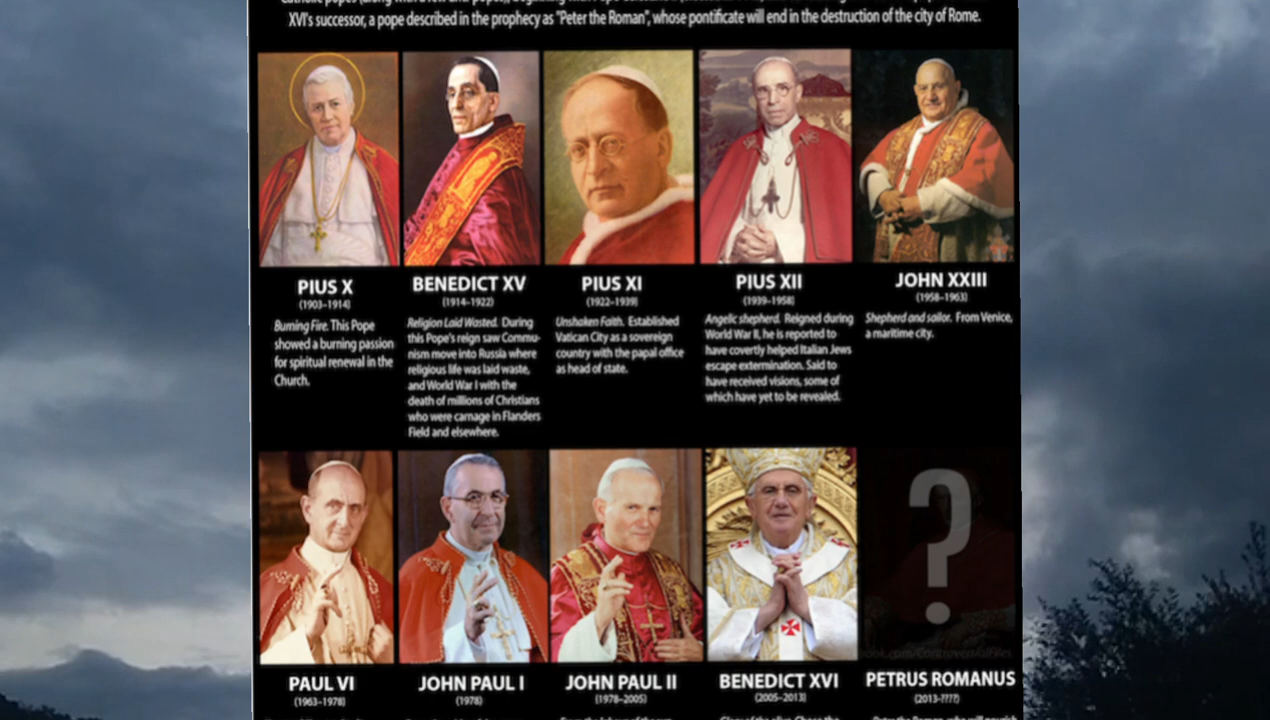 XVI's successor, a pope described in the prophecy as "Peter the Roman", whose pontificate will end in the destruction of the city of Rome.
PIUS X
(1903-1914)
Burning Fire. This Pope
showed a burning passion
for spiritual renewal in the
Church.
BENEDICT XV
(1914-1922)
Religion Laid Wasted. During
this Pope's reign saw Commu-
nism move into Russia where
religious life was laid waste,
and World War I with the
death of millions of Christians
who were carnage in Flanders
Field and elsewhere.
PIUS XI
(1922-1939)
Unshaken Faith. Established
Vatican City as a sovereign
country with the papal office
as head of state.
PIUS XII
(1939-1958)
Angelic shepherd. Reigned during
World War II, he is reported to
have covertly helped Italian Jews
escape extermination. Said to
have received visions, some of
which have yet to be revealed.
JOHN XXIII
(1958-1963)
Shepherd and sailor. From Venice,
a maritime city.
?
ook.com/ControversialFiles
PAUL VI
(1963-1978)
JOHN PAUL I
(1978)
JOHN PAUL II
(1978-2005)
BENEDICT XVI
(2005-2013)
PETRUS ROMANUS
(2013-????)